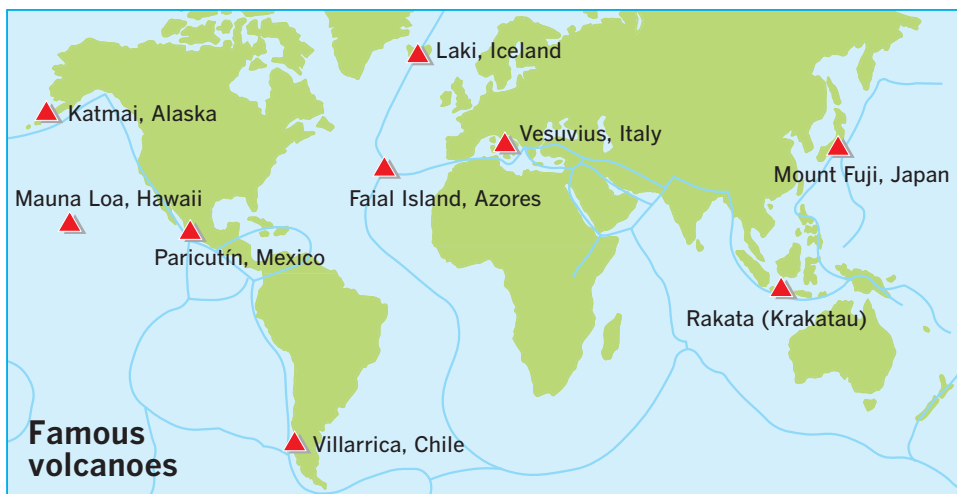 Laki, Iceland
Katmai, Alaska
Vesuvius, Italy
Mount Fuji, Japan
Mauna Loa, Hawaii
Faial Island, Azores
Paricutín, Mexico
Rakata (Krakatau)
Famous
volcanoes
Villarrica, Chile